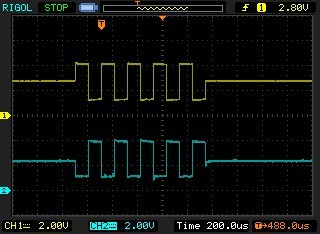 RIGOL STOP T f 1 2.80V
T
1
2
CH1 2.00V CH2 2.00V Time 200.0us T→488.0us